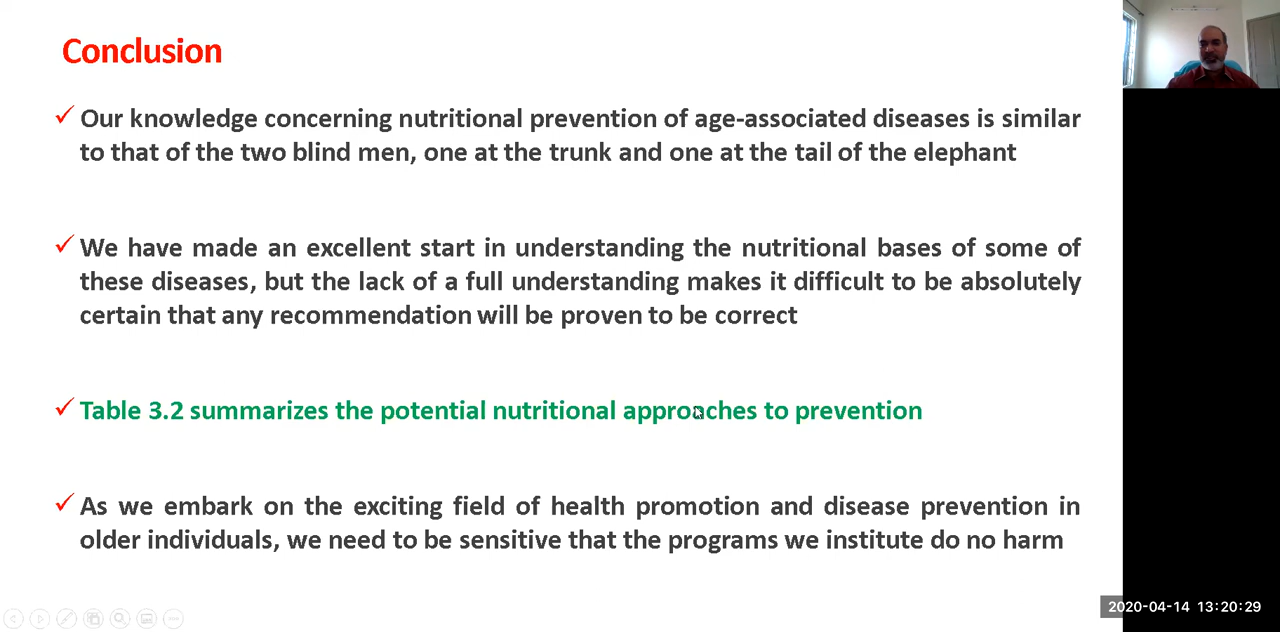 Conclusion
✓ Our knowledge concerning nutritional prevention of age-associated diseases is similar
to that of the two blind men, one at the trunk and one at the tail of the elephant
✓ We have made an excellent start in understanding the nutritional bases of some of
these diseases, but the lack of a full understanding makes it difficult to be absolutely
certain that any recommendation will be proven to be correct
✓ Table 3.2 summarizes the potential nutritional approaches to prevention
✓ As we embark on the exciting field of health promotion and disease prevention in
older individuals, we need to be sensitive that the programs we institute do no harm
2020-04-14 13:20:29